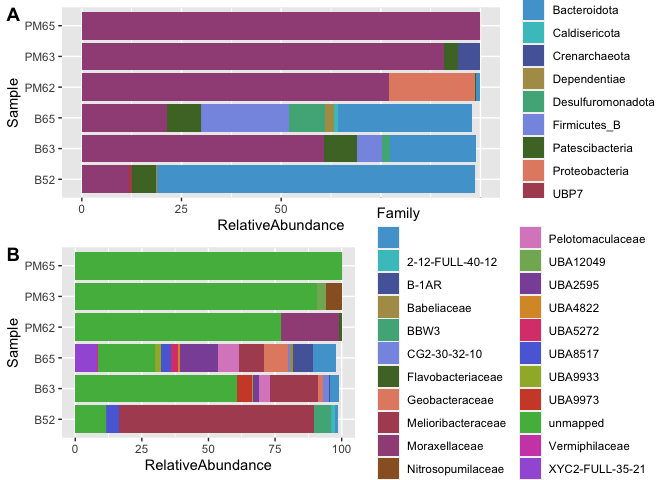 A
PM65
PM63
PM62
B65
B63
B52
Sample
0
25
50
RelativeAbundance
Bacteroidota
Caldisericota
Crenarchaeota
Dependentiae
Desulfuromonadota
Firmicutes_B
Patescibacteria
Proteobacteria
UBP7
B
PM65
PM63
PM62
B65
B63
B52
Sample
0
25
50
75
100
RelativeAbundance
Family
2-12-FULL-40-12
B-1AR
Babeliaceae
BBW3
CG2-30-32-10
Flavobacteriaceae
Geobacteraceae
Melioribacteraceae
Moraxellaceae
Nitrosopumilaceae
Pelotomaculaceae
UBA12049
UBA2595
UBA4822
UBA5272
UBA8517
UBA9933
UBA9973
unmapped
Vermiphilaceae
XYC2-FULL-35-21